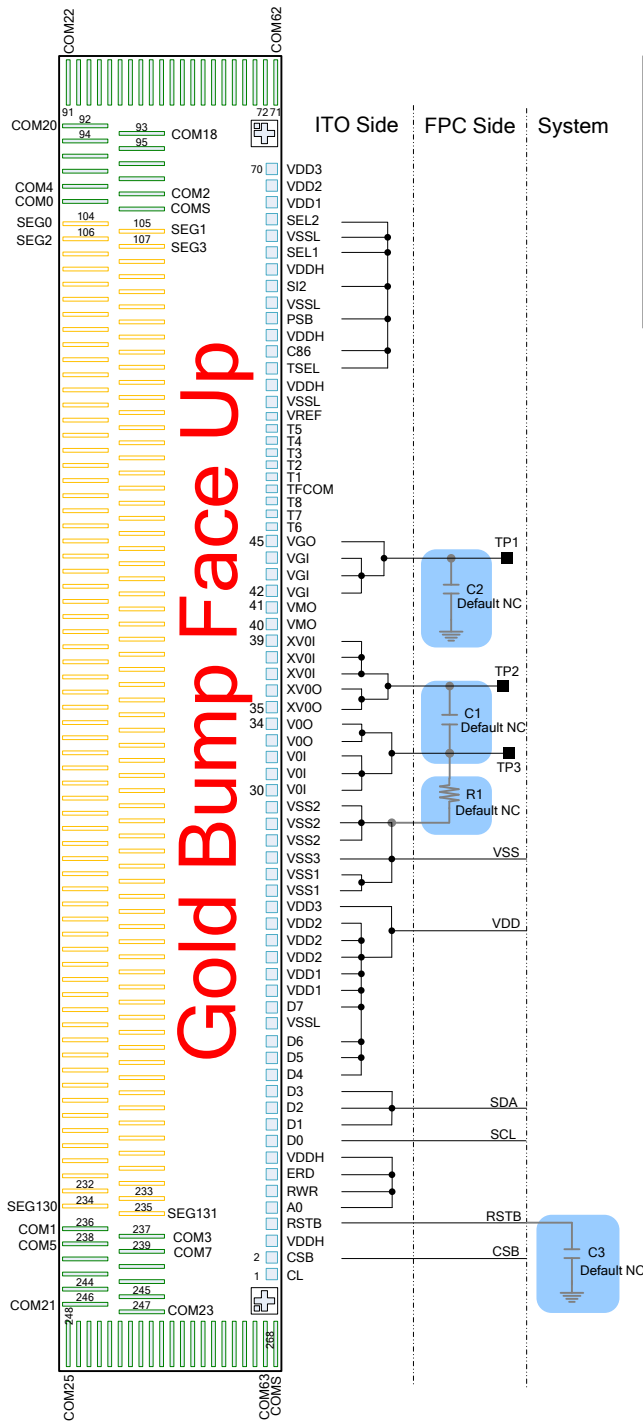 COM22
COM62
91
72
71
ITO Side
FPC Side
System
COM20
92
93
COM18
94
95
COM4
COM2
COM0
COMS
SEG0
104
105
SEG1
SEG2
106
107
SEG3
Gold Bump Face Up
70
VDD3
VDD2
VDD1
SEL2
VSSL
SEL1
VDDH
SI2
VSSL
PSB
VDDH
C86
TSEL
VDDH
VSSL
VREF
T5
T4
T3
T2
T1
TFCOM
T8
T7
T6
45
VGO
TP1
VGI
VGI
C2
Default NC
42
VGI
41
VMO
40
VMO
39
XV0I
XV0I
XV0I
TP2
XV0O
35
XV0O
C1
Default NC
34
V0O
V0O
V0I
TP3
V0I
30
V0I
R1
Default NC
VSS2
VSS2
VSS2
VSS3
VSS
VSS1
VSS1
VDD3
VDD2
VDD
VDD2
VDD2
VDD1
VDD1
D7
VSSL
D6
D5
D4
D3
D2
SDA
D1
D0
SCL
VDDH
ERD
RWR
A0
RSTB
RSTB
VDDH
2
CSB
CSB
1
CL
C3
Default NC
232
233
SEG130
234
235
SEG131
COM1
236
237
COM3
COM5
238
239
COM7
244
245
COM21
246
247
COM23
248
268
COM25
COM63
COMS